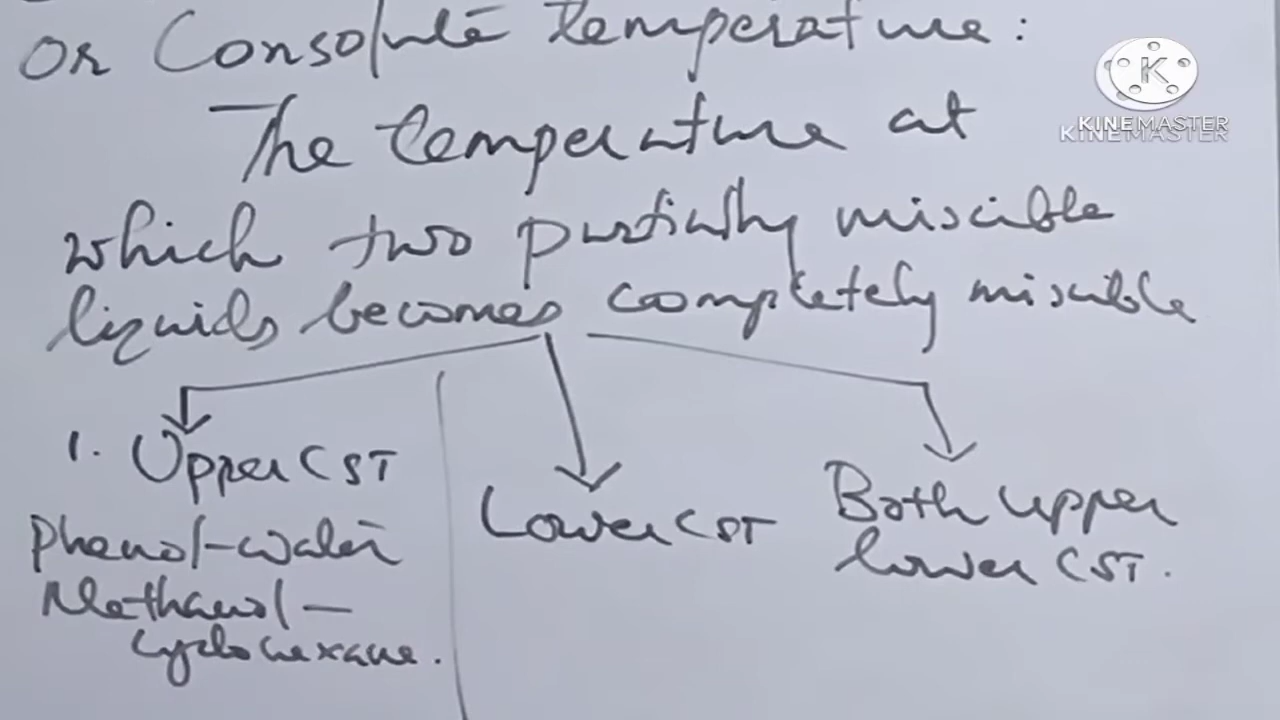 or Consolute temperature:
The temperature at
which two partially miscible
liquids becomes completely miscible
1. Upper CST
Lower CST
Both upper
lower CST.
Phenol-water
Methanol-
cyclohexane.
K
KINEMASTER
KINEMASTER